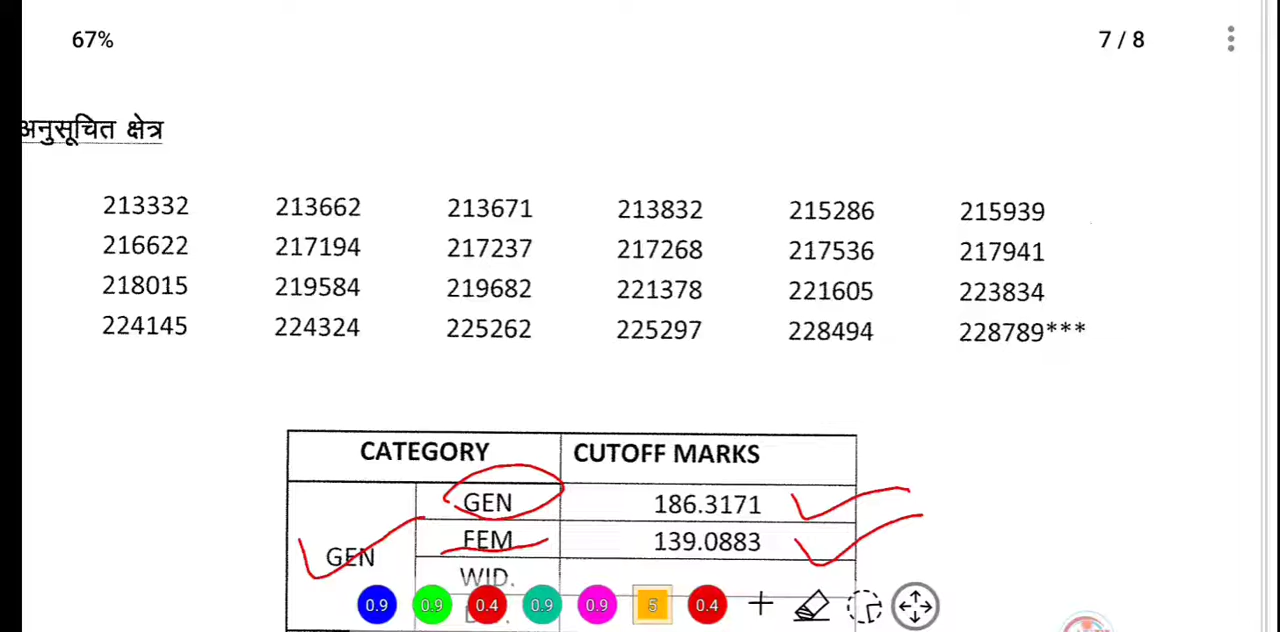 67% 7 / 8
अनुसूचित क्षेत्र
213332 213662 213671 213832 215286 215939
216622 217194 217237 217268 217536 217941
218015 219584 219682 221378 221605 223834
224145 224324 225262 225297 228494 228789***
CATEGORY CUTOFF MARKS
GEN 186.3171
FEM 139.0883
GEN
WID.
0.9 0.9 0.4 0.9 0.9 5 0.4